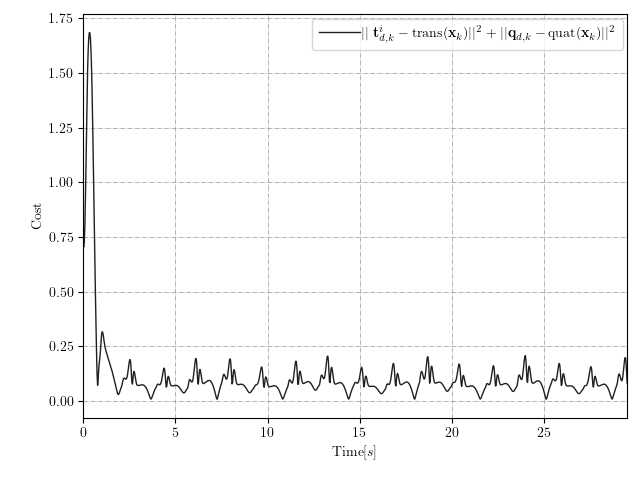 || t^i_{d,k} − trans(x_k)||² + ||q_{d,k} − quat(x_k)||²
1.75
1.50
1.25
1.00
0.75
0.50
0.25
0.00
Cost
0 5 10 15 20 25
Time[s]